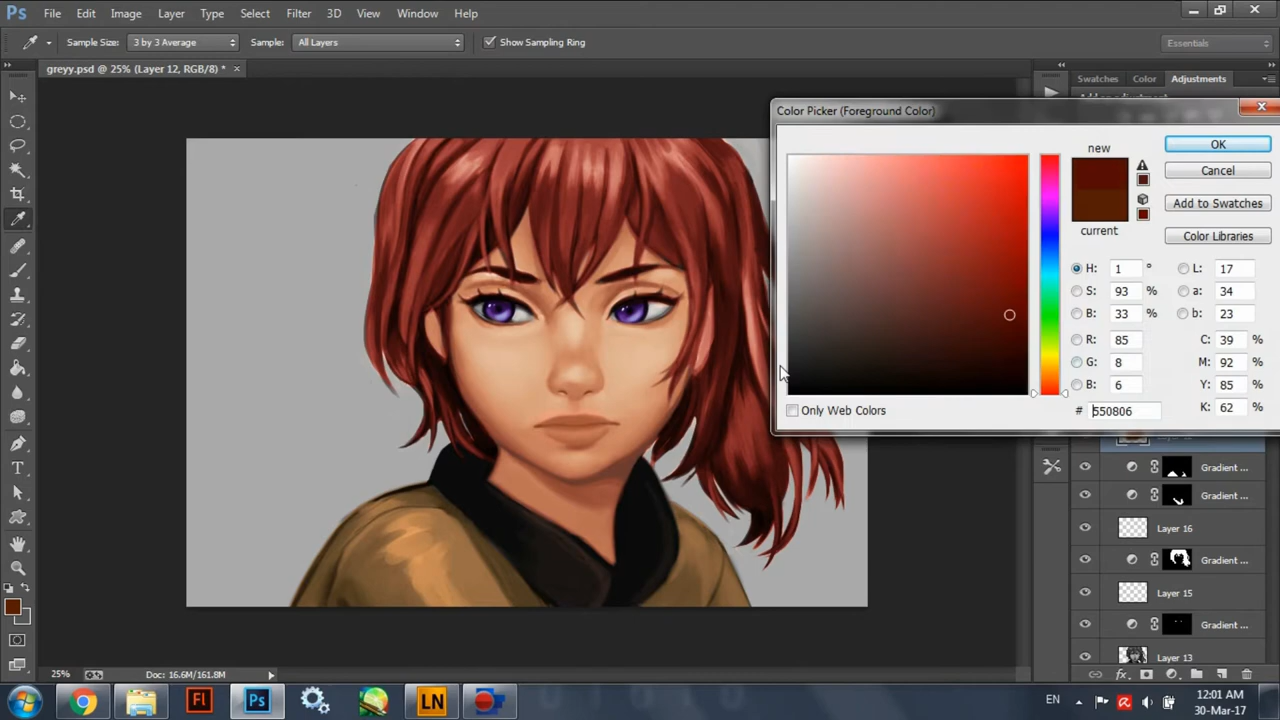 Ps File Edit Image Layer Type Select Filter 3D View Window Help
Sample Size: 3 by 3 Average Sample: All Layers Show Sampling Ring Essentials
greyy.psd @ 25% (Layer 12, RGB/8) * ×
Swatches Color Adjustments
Color Picker (Foreground Color)
new
current
OK
Cancel
Add to Swatches
Color Libraries
H: 1 ° L: 17
S: 93 % a: 34
B: 33 % b: 23
R: 85 C: 39 %
G: 8 M: 92 %
B: 6 Y: 85 %
# 550806 K: 62 %
Only Web Colors
Gradient ...
Gradient ...
Layer 16
Gradient ...
Layer 15
Gradient ...
Layer 13
25% Doc: 16.6M/161.8M
Fl Ps LN EN 12:01 AM
30-Mar-17